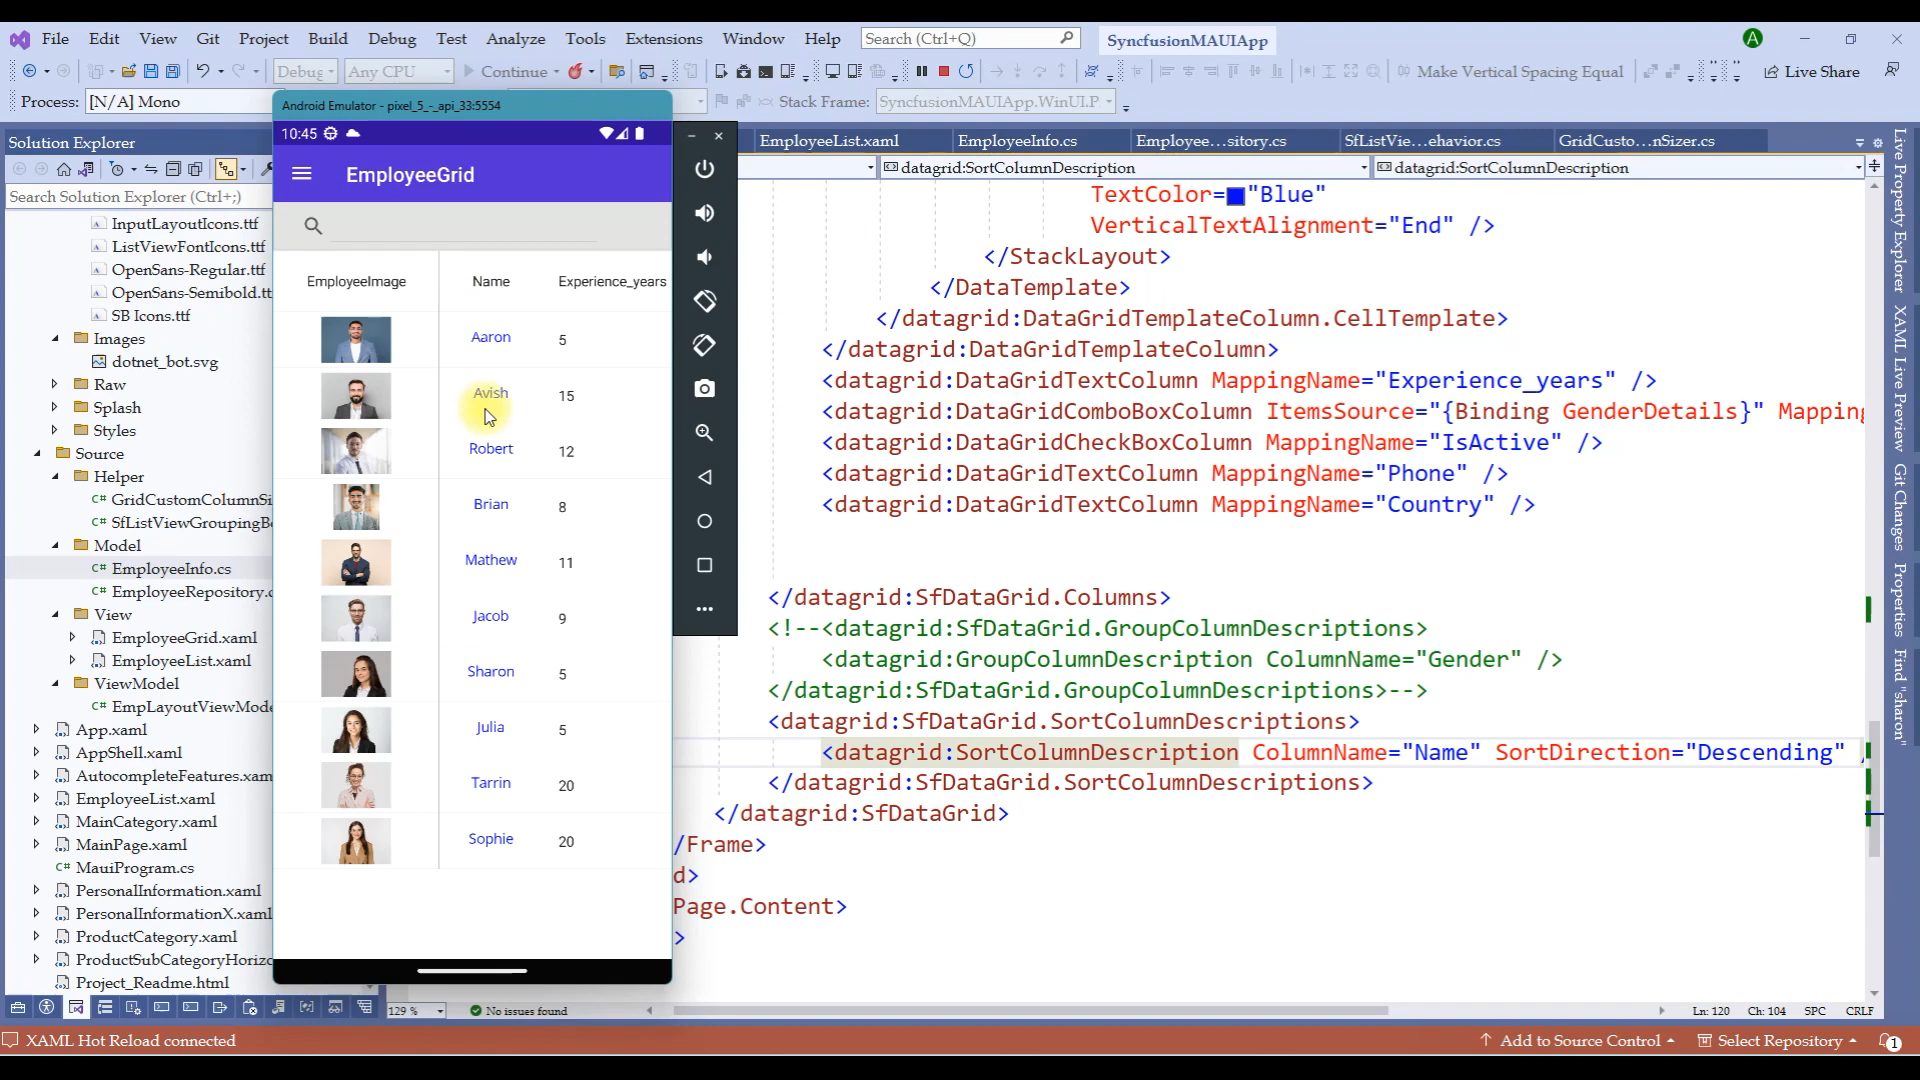 File Edit View Git Project Build Debug Test Analyze Tools Extensions Window Help Search (Ctrl+Q) SyncfusionMAUIApp A
Debug Any CPU Continue Make Vertical Spacing Equal Live Share
Process: [N/A] Mono Stack Frame: SyncfusionMAUIApp.WinUI.P
Solution Explorer
Search Solution Explorer (Ctrl+;)
InputLayoutIcons.ttf
ListViewFontIcons.ttf
OpenSans-Regular.ttf
OpenSans-Semibold.tt
SB Icons.ttf
Images
dotnet_bot.svg
Raw
Splash
Styles
Source
Helper
C# GridCustomColumnSi
C# SfListViewGroupingBe
Model
C# EmployeeInfo.cs
C# EmployeeRepository.c
View
EmployeeGrid.xaml
EmployeeList.xaml
ViewModel
C# EmpLayoutViewMode
App.xaml
AppShell.xaml
AutocompleteFeatures.xam
EmployeeList.xaml
MainCategory.xaml
MainPage.xaml
C# MauiProgram.cs
PersonalInformation.xaml
PersonalInformationX.xaml
ProductCategory.xaml
ProductSubCategoryHorizo
Project_Readme.html
Android Emulator - pixel_5_-_api_33:5554
10:45
EmployeeGrid
EmployeeImage Name Experience_years
Aaron 5
Avish 15
Robert 12
Brian 8
Mathew 11
Jacob 9
Sharon 5
Julia 5
Tarrin 20
Sophie 20
EmployeeList.xaml EmployeeInfo.cs Employee...sitory.cs SfListVie...ehavior.cs GridCusto...nSizer.cs
datagrid:SortColumnDescription datagrid:SortColumnDescription
TextColor="Blue"
VerticalTextAlignment="End" />
</StackLayout>
</DataTemplate>
</datagrid:DataGridTemplateColumn.CellTemplate>
</datagrid:DataGridTemplateColumn>
<datagrid:DataGridTextColumn MappingName="Experience_years" />
<datagrid:DataGridComboBoxColumn ItemsSource="{Binding GenderDetails}" Mapping
<datagrid:DataGridCheckBoxColumn MappingName="IsActive" />
<datagrid:DataGridTextColumn MappingName="Phone" />
<datagrid:DataGridTextColumn MappingName="Country" />
</datagrid:SfDataGrid.Columns>
<!--<datagrid:SfDataGrid.GroupColumnDescriptions>
<datagrid:GroupColumnDescription ColumnName="Gender" />
</datagrid:SfDataGrid.GroupColumnDescriptions>-->
<datagrid:SfDataGrid.SortColumnDescriptions>
<datagrid:SortColumnDescription ColumnName="Name" SortDirection="Descending" /
</datagrid:SfDataGrid.SortColumnDescriptions>
</datagrid:SfDataGrid>
/Frame>
d>
Page.Content>
>
Live Property Explorer
XAML Live Preview
Git Changes
Properties
Find "sharon"
129 % No issues found Ln: 120 Ch: 104 SPC CRLF
XAML Hot Reload connected Add to Source Control Select Repository 1